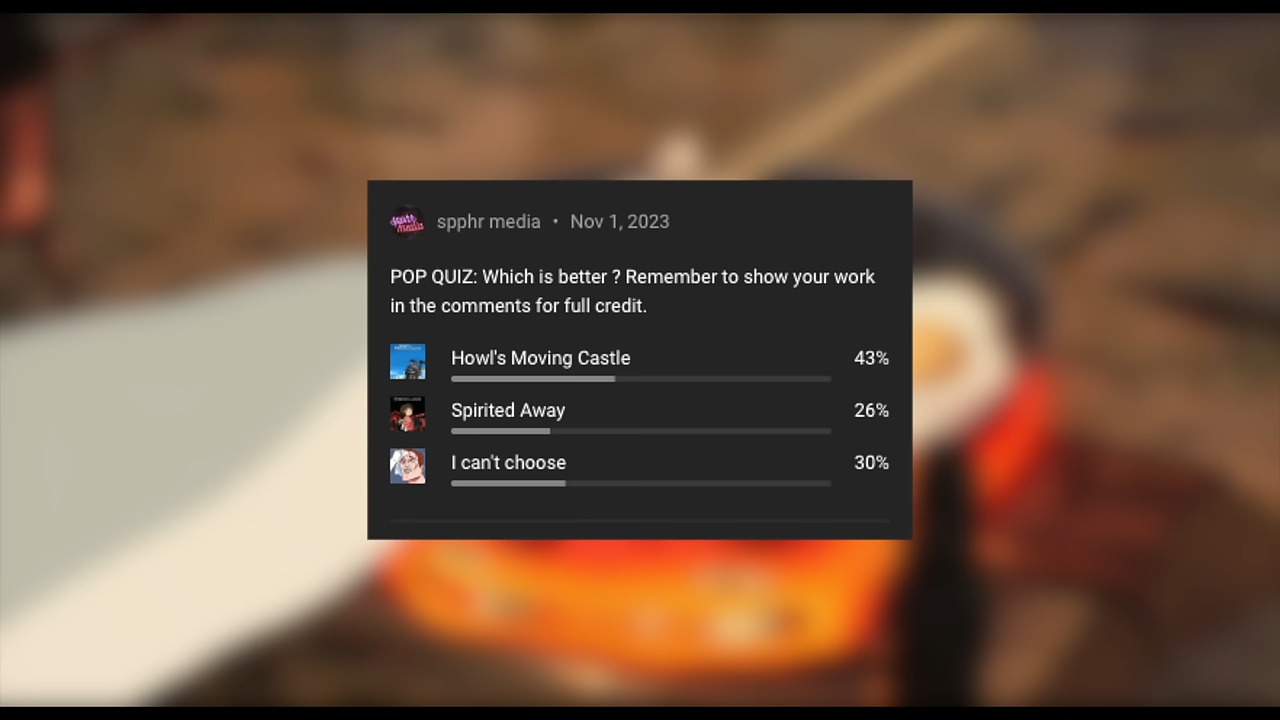 spphr media • Nov 1, 2023
POP QUIZ: Which is better ? Remember to show your work
in the comments for full credit.
Howl's Moving Castle 43%
Spirited Away 26%
I can't choose 30%